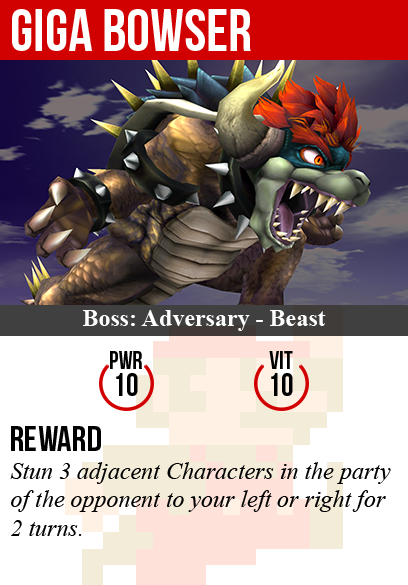 GIGA BOWSER
Boss: Adversary - Beast
PWR
10
VIT
10
REWARD
Stun 3 adjacent Characters in the party
of the opponent to your left or right for
2 turns.